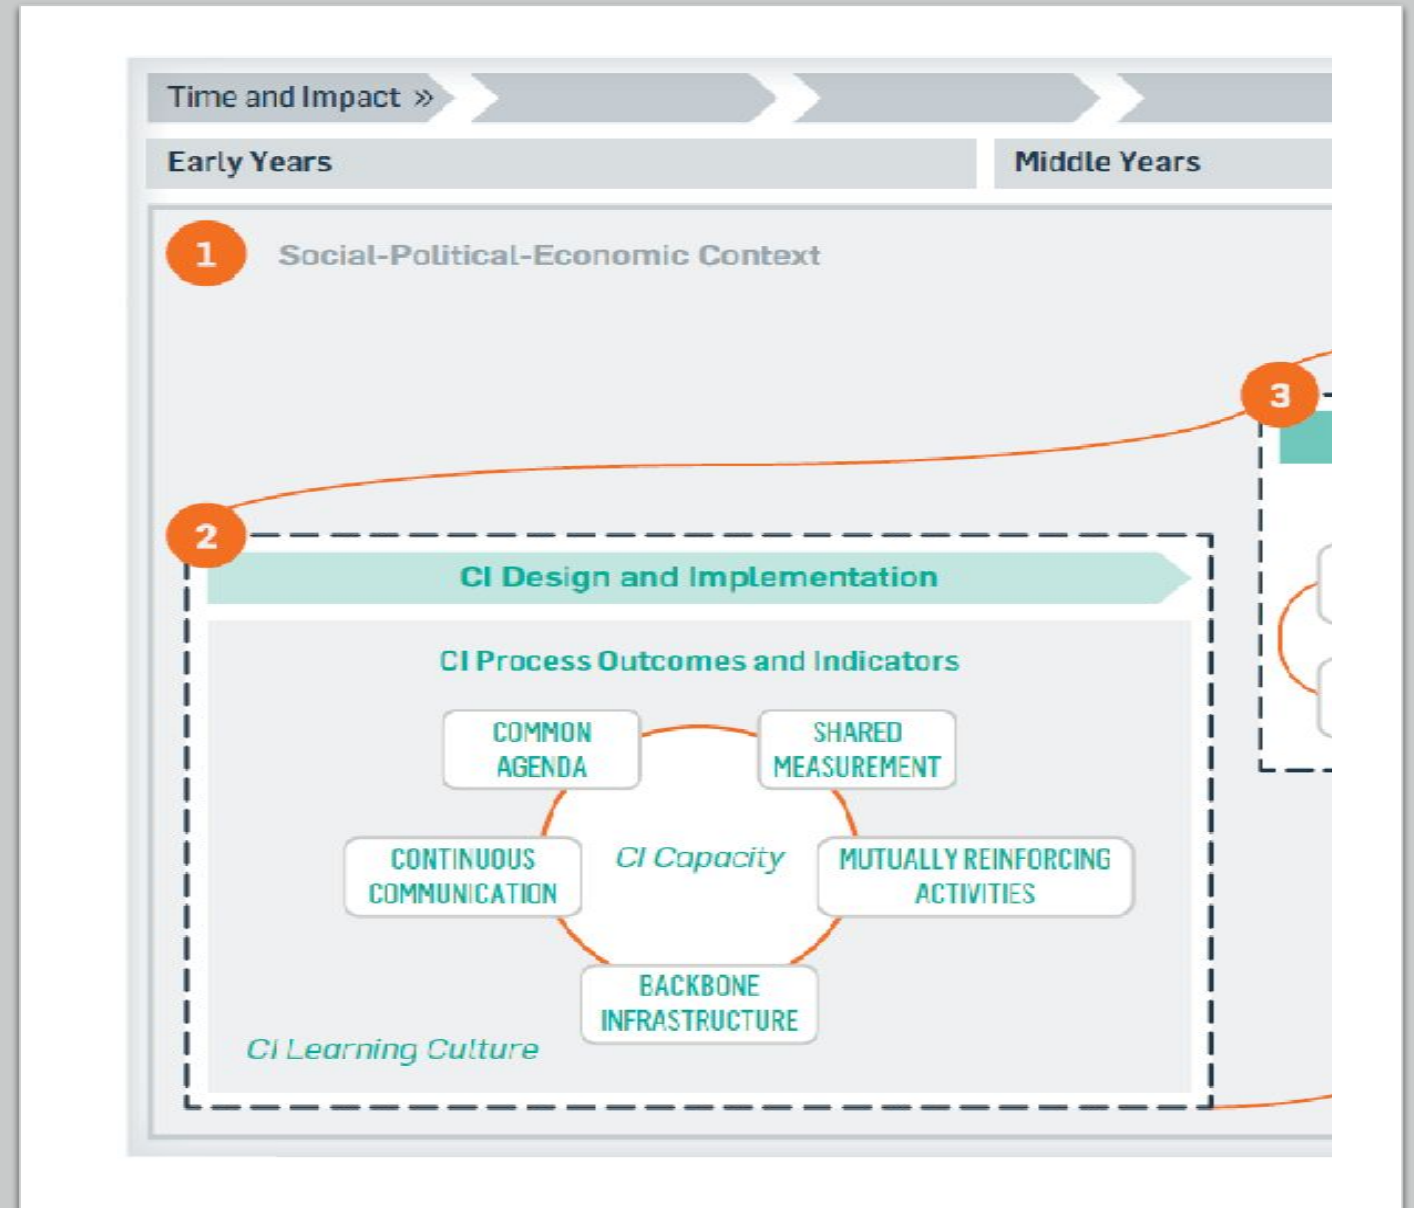 Time and Impact »
Early Years
Middle Years
1
Social-Political-Economic Context
3
2
CI Design and Implementation
CI Process Outcomes and Indicators
COMMON
AGENDA
SHARED
MEASUREMENT
CONTINUOUS
COMMUNICATION
CI Capacity
MUTUALLY REINFORCING
ACTIVITIES
BACKBONE
INFRASTRUCTURE
CI Learning Culture